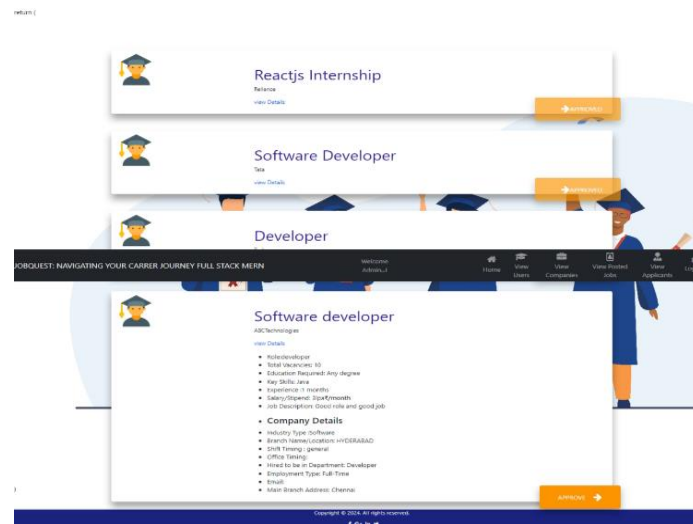 return (
Reactjs Internship
Reliance
view Details
APPROVED
Software Developer
Tata
view Details
APPROVED
Developer
JOBQUEST: NAVIGATING YOUR CARRER JOURNEY FULL STACK MERN
Welcome
Admin...!
Home
View
Users
View
Companies
View Posted
Jobs
View
Applicants
Software developer
ABCTechnologies
view Details
Role:developer
Total Vacancies: 10
Education Required: Any degree
Key Skills: Java
Experience :1 months
Job Description: Good role and good job
Company Details
Industry Type :Software
Branch Name/Location: HYDERABAD
Shift Timing : general
Office Timing:
Hired to be in Department: Developer
Employment Type: Full-Time
Email:
Main Branch Address: Chennai
)
APPROVE
Copyright © 2024. All rights reserved.